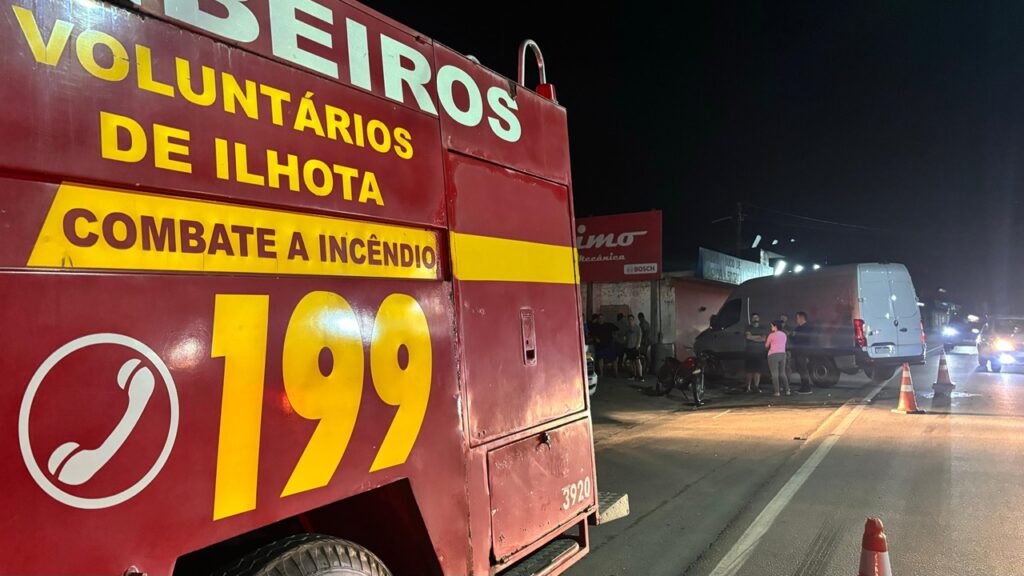 BEIROS
VOLUNTÁRIOS
DE ILHOTA
COMBATE A INCÊNDIO
199
3920
imo
Mecânica
BOSCH